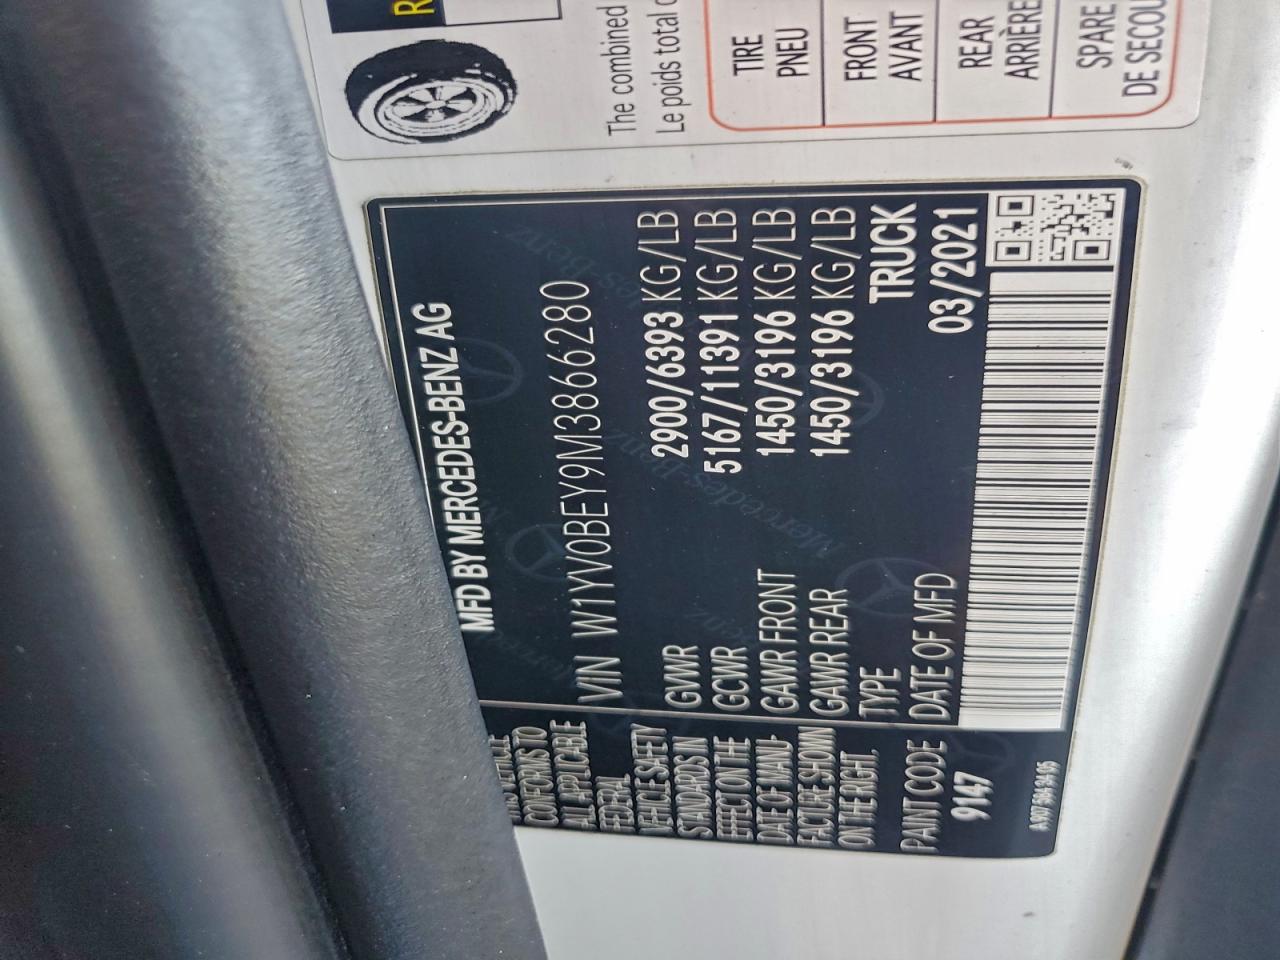 R
The combined
Le poids total
TIRE
PNEU
FRONT
AVANT
REAR
ARRIÈRE
SPARE
DE SECOU
MFD BY MERCEDES-BENZ AG
VIN W1YV0BEY9M3866280
GVWR 2900/6393 KG/LB
GCWR 5167/11391 KG/LB
GAWR FRONT 1450/3196 KG/LB
GAWR REAR 1450/3196 KG/LB
TYPE TRUCK
DATE OF MFD 03/2021
CONFORMS TO
ALL APPLICABLE
FEDERAL
VEHICLE SAFETY
STANDARDS IN
EFFECT ON THE
DATE OF MANU-
FACTURE SHOWN
ON THE RIGHT.
PAINT CODE
9147
Mercedes-Benz